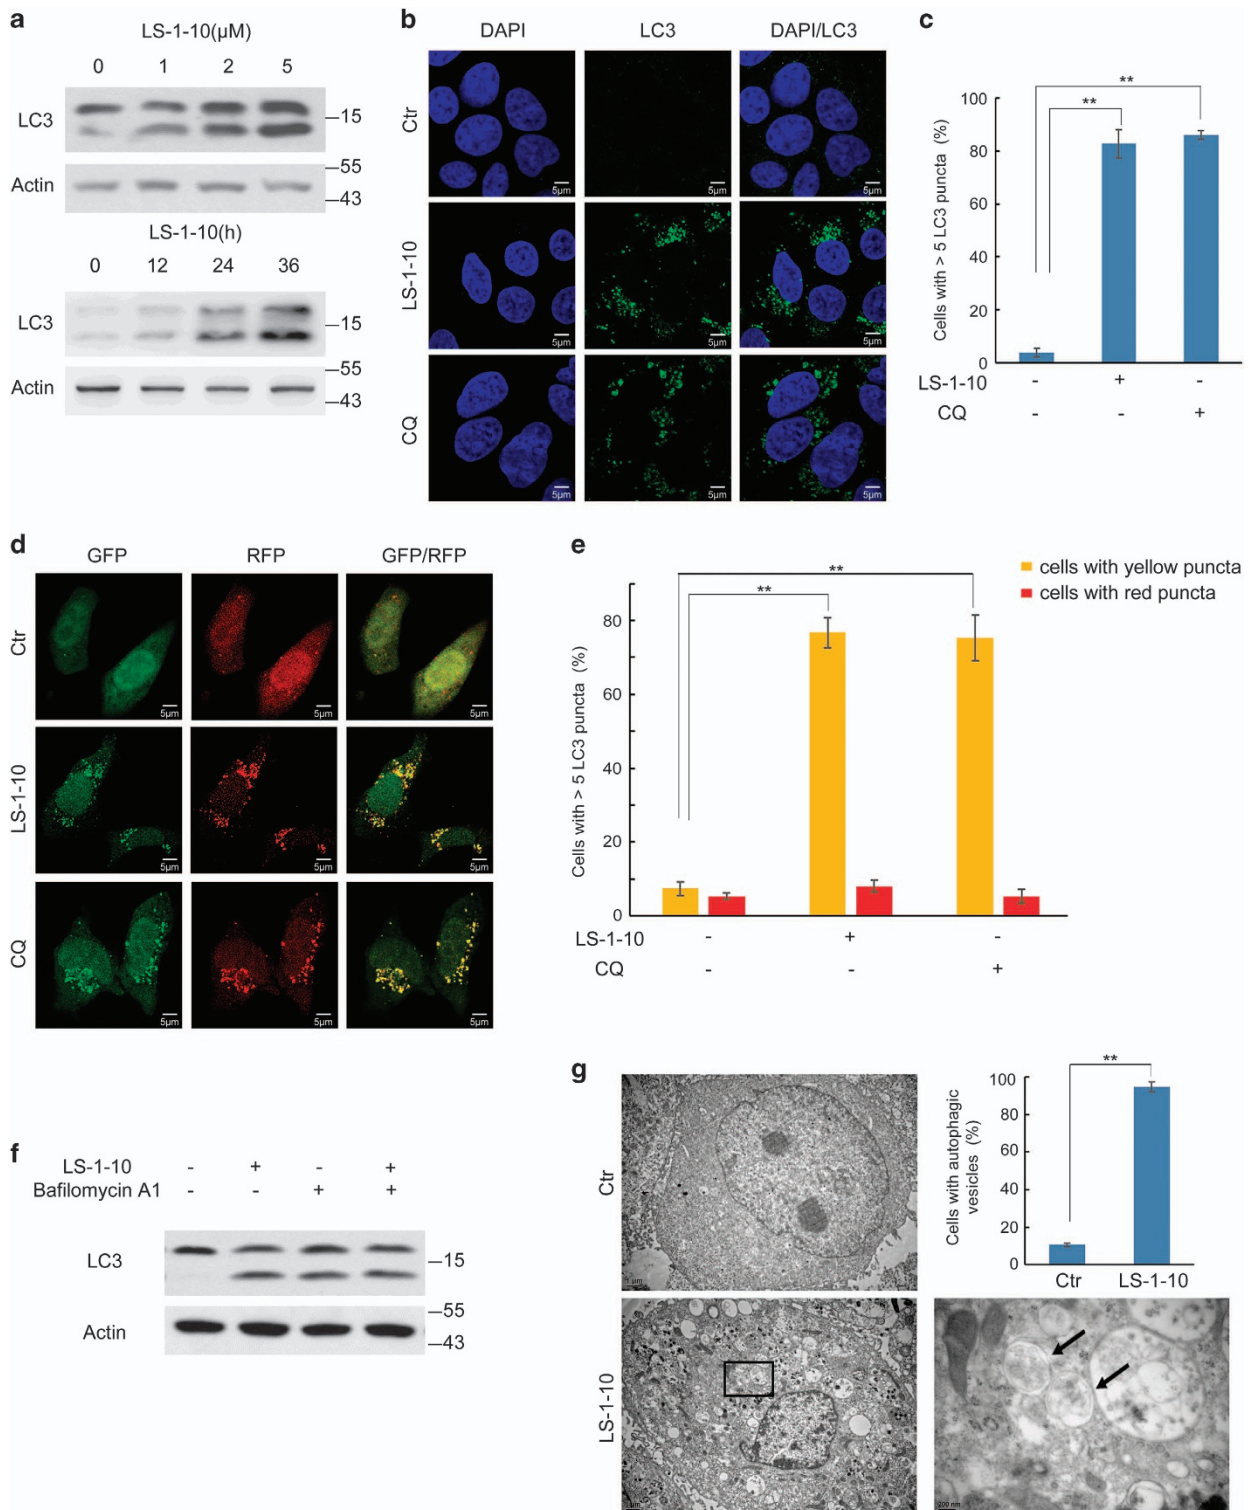 a
LS-1-10(µM)
0 1 2 5
LC3
–15
Actin
–55
–43
LS-1-10(h)
0 12 24 36
LC3
–15
Actin
–55
–43
b
DAPI LC3 DAPI/LC3
Ctr
5µm 5µm 5µm
LS-1-10
5µm 5µm 5µm
CQ
5µm 5µm 5µm
c
**
**
Cells with > 5 LC3 puncta (%)
100
80
60
40
20
0
LS-1-10 - + -
CQ - - +
d
GFP RFP GFP/RFP
Ctr
5µm 5µm 5µm
LS-1-10
5µm 5µm 5µm
CQ
5µm 5µm 5µm
e
cells with yellow puncta
cells with red puncta
**
**
Cells with > 5 LC3 puncta (%)
80
60
40
20
0
LS-1-10 - + -
CQ - - +
f
LS-1-10 - + - +
Bafilomycin A1 - - + +
LC3
–15
Actin
–55
–43
g
Ctr
1 µm
Cells with autophagic
vesicles (%)
100
80
60
40
20
0
**
Ctr LS-1-10
LS-1-10
1 µm
200 nm